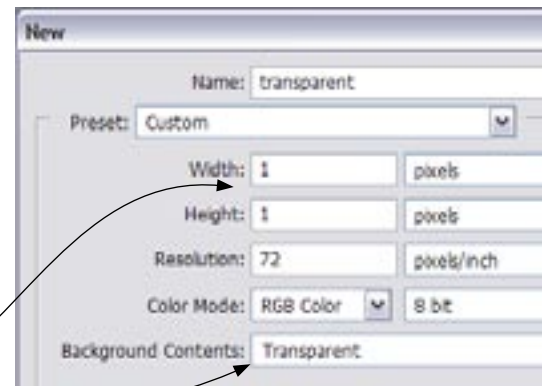 New
Name: transparent
Preset: Custom
Width: 1 pixels
Height: 1 pixels
Resolution: 72 pixels/inch
Color Mode: RGB Color 8 bit
Background Contents: Transparent